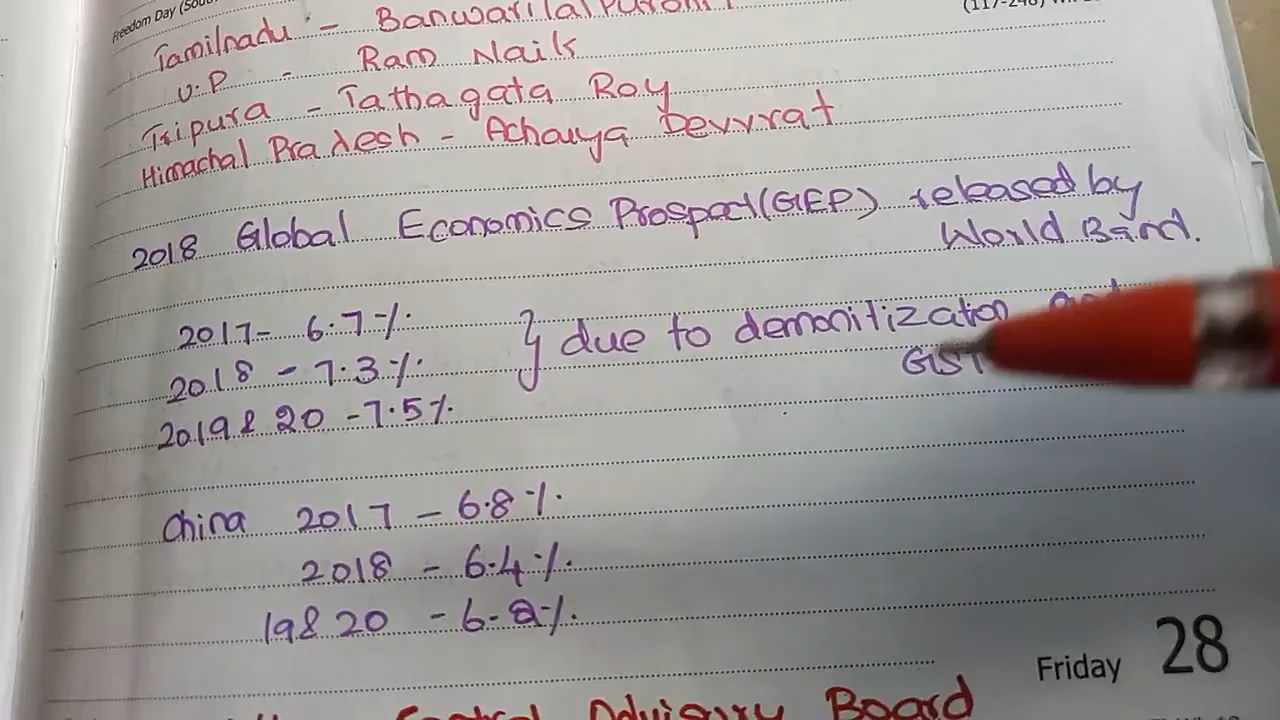 Freedom Day
Tamilnadu - Banwarilal Purohit
U.P - Ram Naik
Tripura - Tathagata Roy
Himachal Pradesh - Acharya Devvrat
2018 Global Economics Prospect (GEP) released by
World Bank.
2017 - 6.7%.
2018 - 7.3%.
2019 & 20 - 7.5%.
} due to demonitization and
GST
China 2017 - 6.8%.
2018 - 6.4%.
19 & 20 - 6.2%.
Friday 28
Central Advisory Board